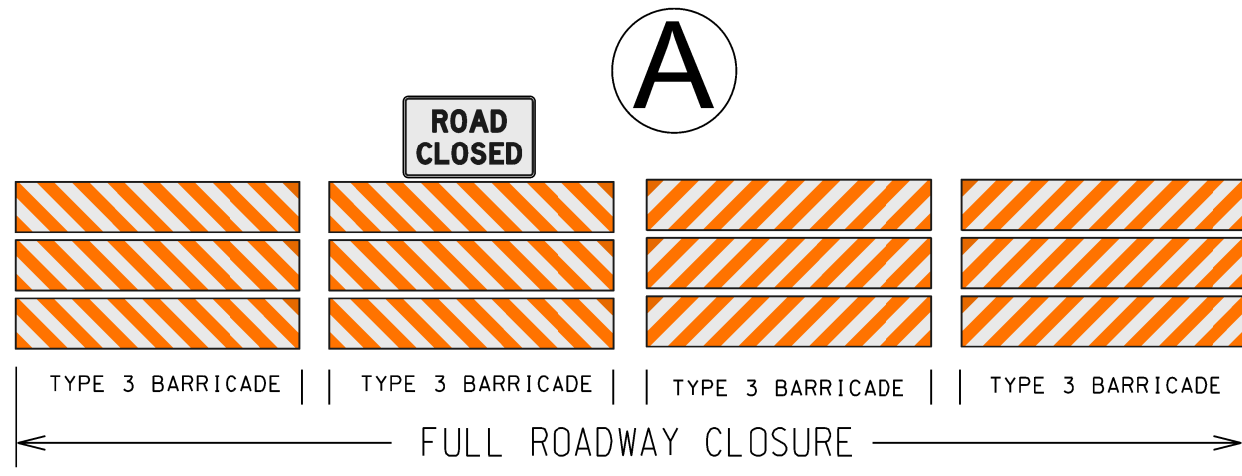 A
ROAD
CLOSED
TYPE 3 BARRICADE
TYPE 3 BARRICADE
TYPE 3 BARRICADE
TYPE 3 BARRICADE
FULL ROADWAY CLOSURE